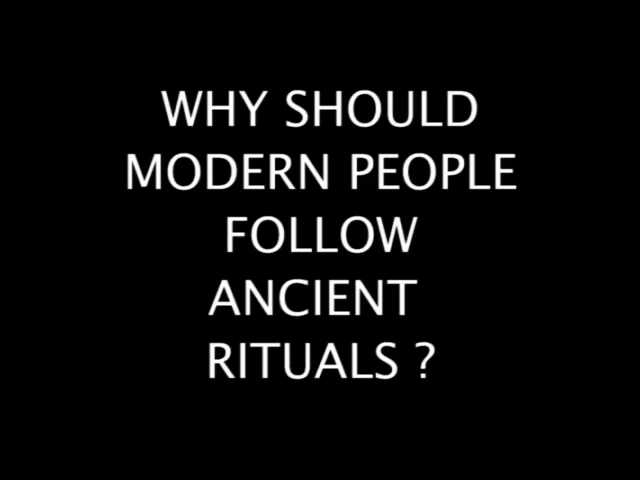 WHY SHOULD
MODERN PEOPLE
FOLLOW
ANCIENT
RITUALS ?